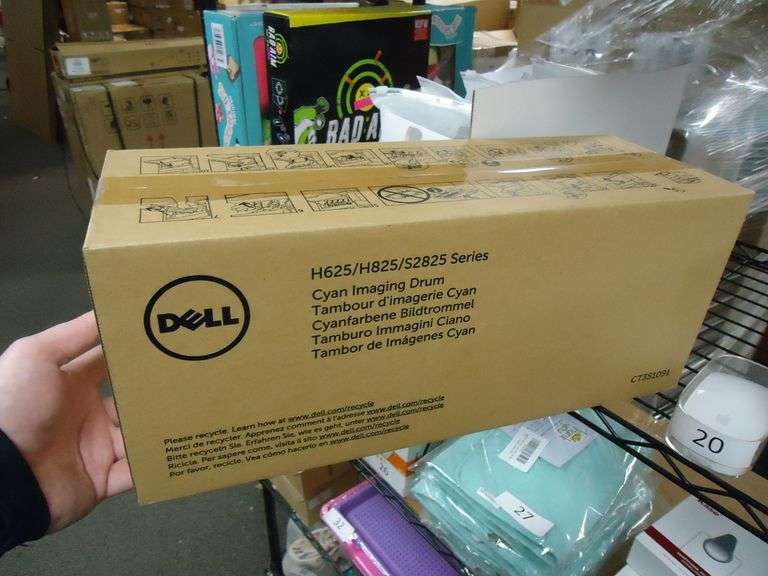 BAD A
DELL
H625/H825/S2825 Series
Cyan Imaging Drum
Tambour d'imagerie Cyan
Cyanfarbene Bildtrommel
Tamburo Immagini Ciano
Tambor de Imágenes Cyan
CT351091
Please recycle. Learn how at www.dell.com/recycle
Merci de recycler. Apprenez comment à l'adresse www.dell.com/recycle
Bitte recyceln Sie. Erfahren Sie, wie es geht, unter www.dell.com/recycle
Ricicla. Per sapere come, visita il sito www.dell.com/recycle
Por favor, recicle. Vea cómo hacerlo en www.dell.com/recycle
20
27
32